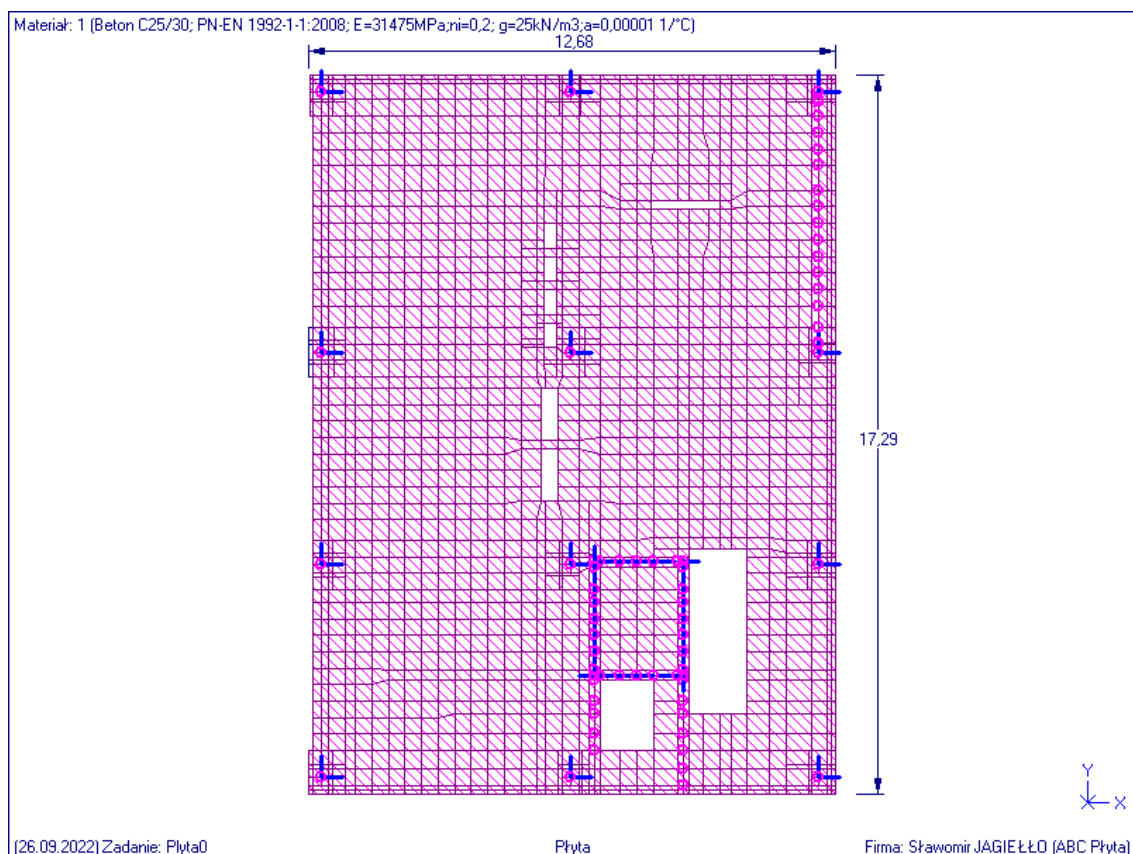 Materiał: 1 (Beton C25/30; PN-EN 1992-1-1:2008; E=31475MPa;ni=0,2; g=25kN/m3;a=0,00001 1/°C)
12,68
17,29
Y
X
(26.09.2022) Zadanie: Plyta0 Płyta Firma: Sławomir JAGIEŁŁO (ABC Płyta)